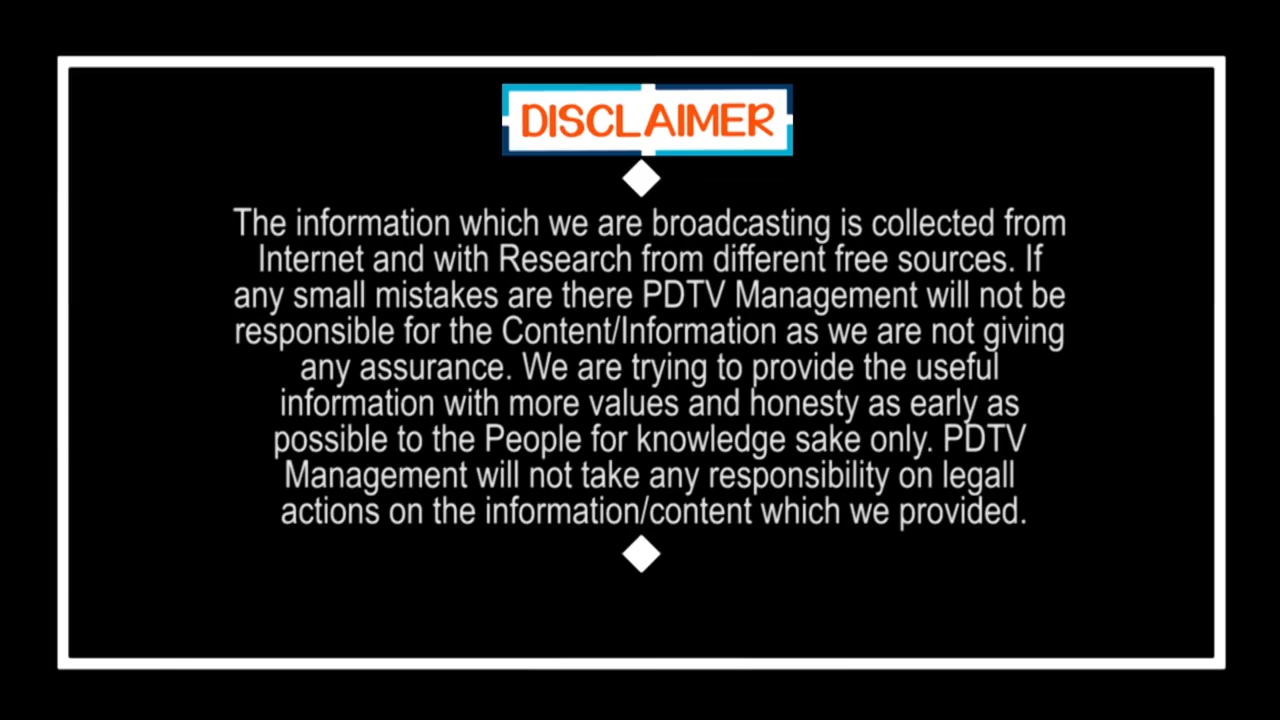 DISCLAIMER
The information which we are broadcasting is collected from
Internet and with Research from different free sources. If
any small mistakes are there PDTV Management will not be
responsible for the Content/Information as we are not giving
any assurance. We are trying to provide the useful
information with more values and honesty as early as
possible to the People for knowledge sake only. PDTV
Management will not take any responsibility on legall
actions on the information/content which we provided.